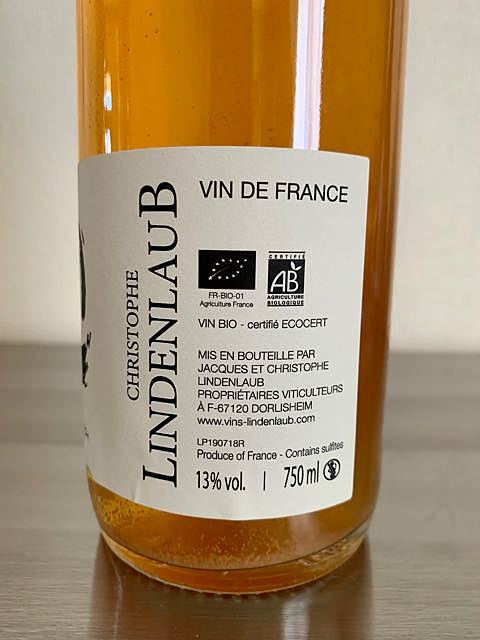 CHRISTOPHE
LINDENLAUB
VIN DE FRANCE
FR-BIO-01
Agriculture France
CERTIFIÉ
AB
AGRICULTURE
BIOLOGIQUE
VIN BIO - certifié ECOCERT
MIS EN BOUTEILLE PAR
JACQUES ET CHRISTOPHE
LINDENLAUB
PROPRIÉTAIRES VITICULTEURS
À F-67120 DORLISHEIM
www.vins-lindenlaub.com
LP190718R
Produce of France - Contains sulfites
13% vol. | 750 ml